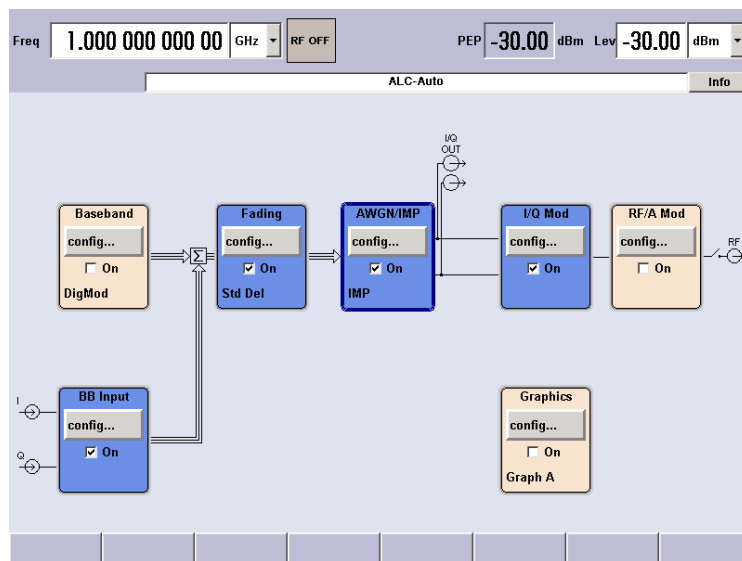 Freq 1.000 000 000 00 GHz RF OFF PEP -30.00 dBm Lev -30.00 dBm
ALC-Auto Info
I/Q
OUT
Baseband
config...
On
DigMod
Σ
Fading
config...
On
Std Del
AWGN/IMP
config...
On
IMP
I/Q Mod
config...
On
RF/A Mod
config...
On
RF
I
Q
BB Input
config...
On
Graphics
config...
On
Graph A